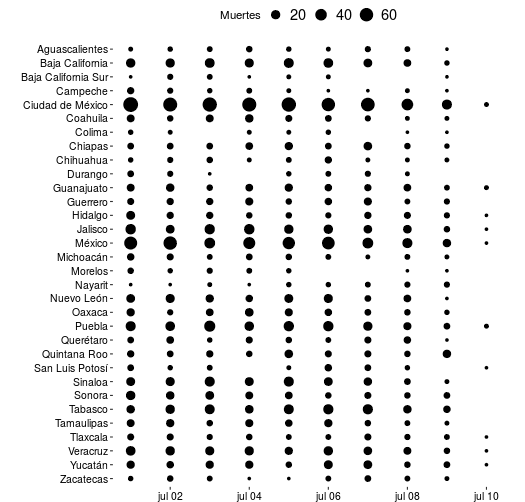 Muertes 20 40 60
Aguascalientes
Baja California
Baja California Sur
Campeche
Ciudad de México
Coahuila
Colima
Chiapas
Chihuahua
Durango
Guanajuato
Guerrero
Hidalgo
Jalisco
México
Michoacán
Morelos
Nayarit
Nuevo León
Oaxaca
Puebla
Querétaro
Quintana Roo
San Luis Potosí
Sinaloa
Sonora
Tabasco
Tamaulipas
Tlaxcala
Veracruz
Yucatán
Zacatecas
jul 02 jul 04 jul 06 jul 08 jul 10